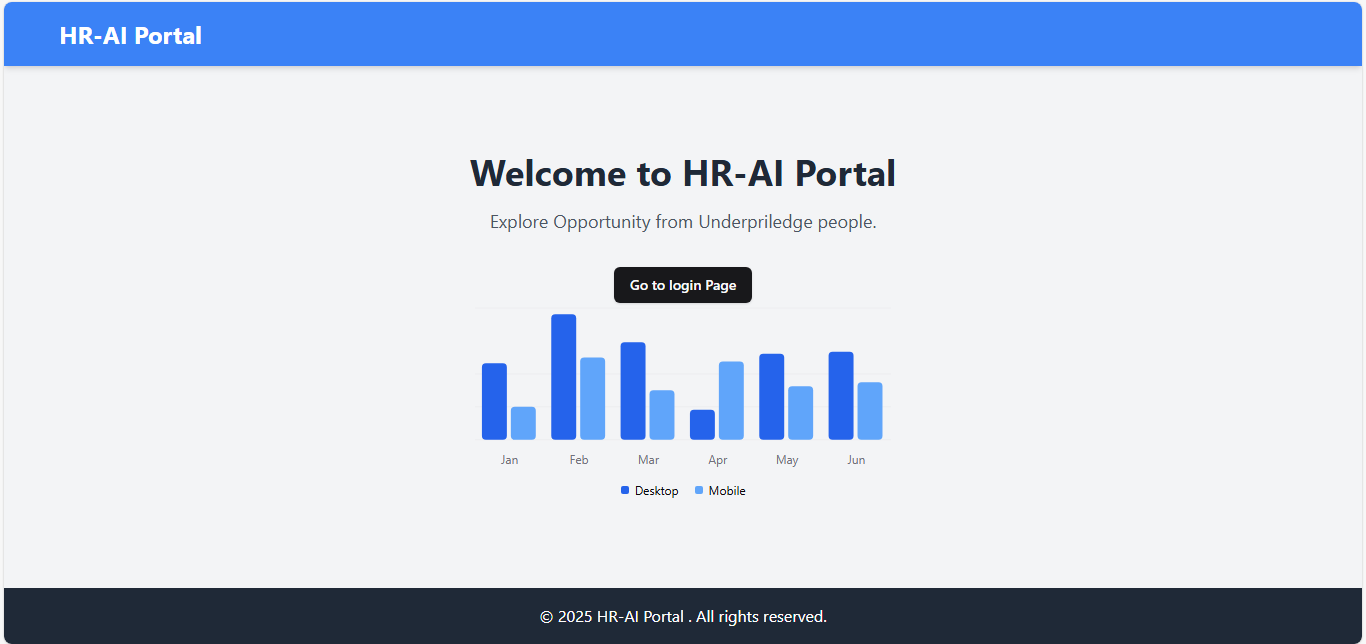 HR-AI Portal
Welcome to HR-AI Portal
Explore Opportunity from Underpriledge people.
Go to login Page
Jan Feb Mar Apr May Jun
Desktop Mobile
© 2025 HR-AI Portal . All rights reserved.